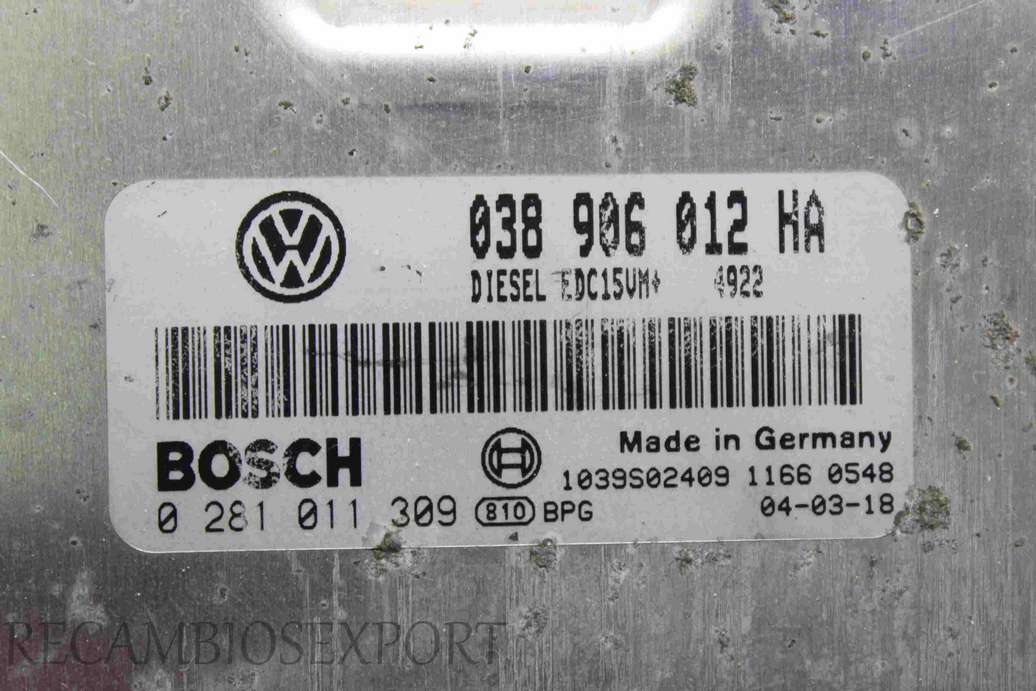 038 906 012 HA
DIESEL EDC15VM+ 4922
BOSCH
Made in Germany
1039S02409 1166 0548
0 281 011 309 810 BPG
04-03-18
RECAMBIOSEXPORT